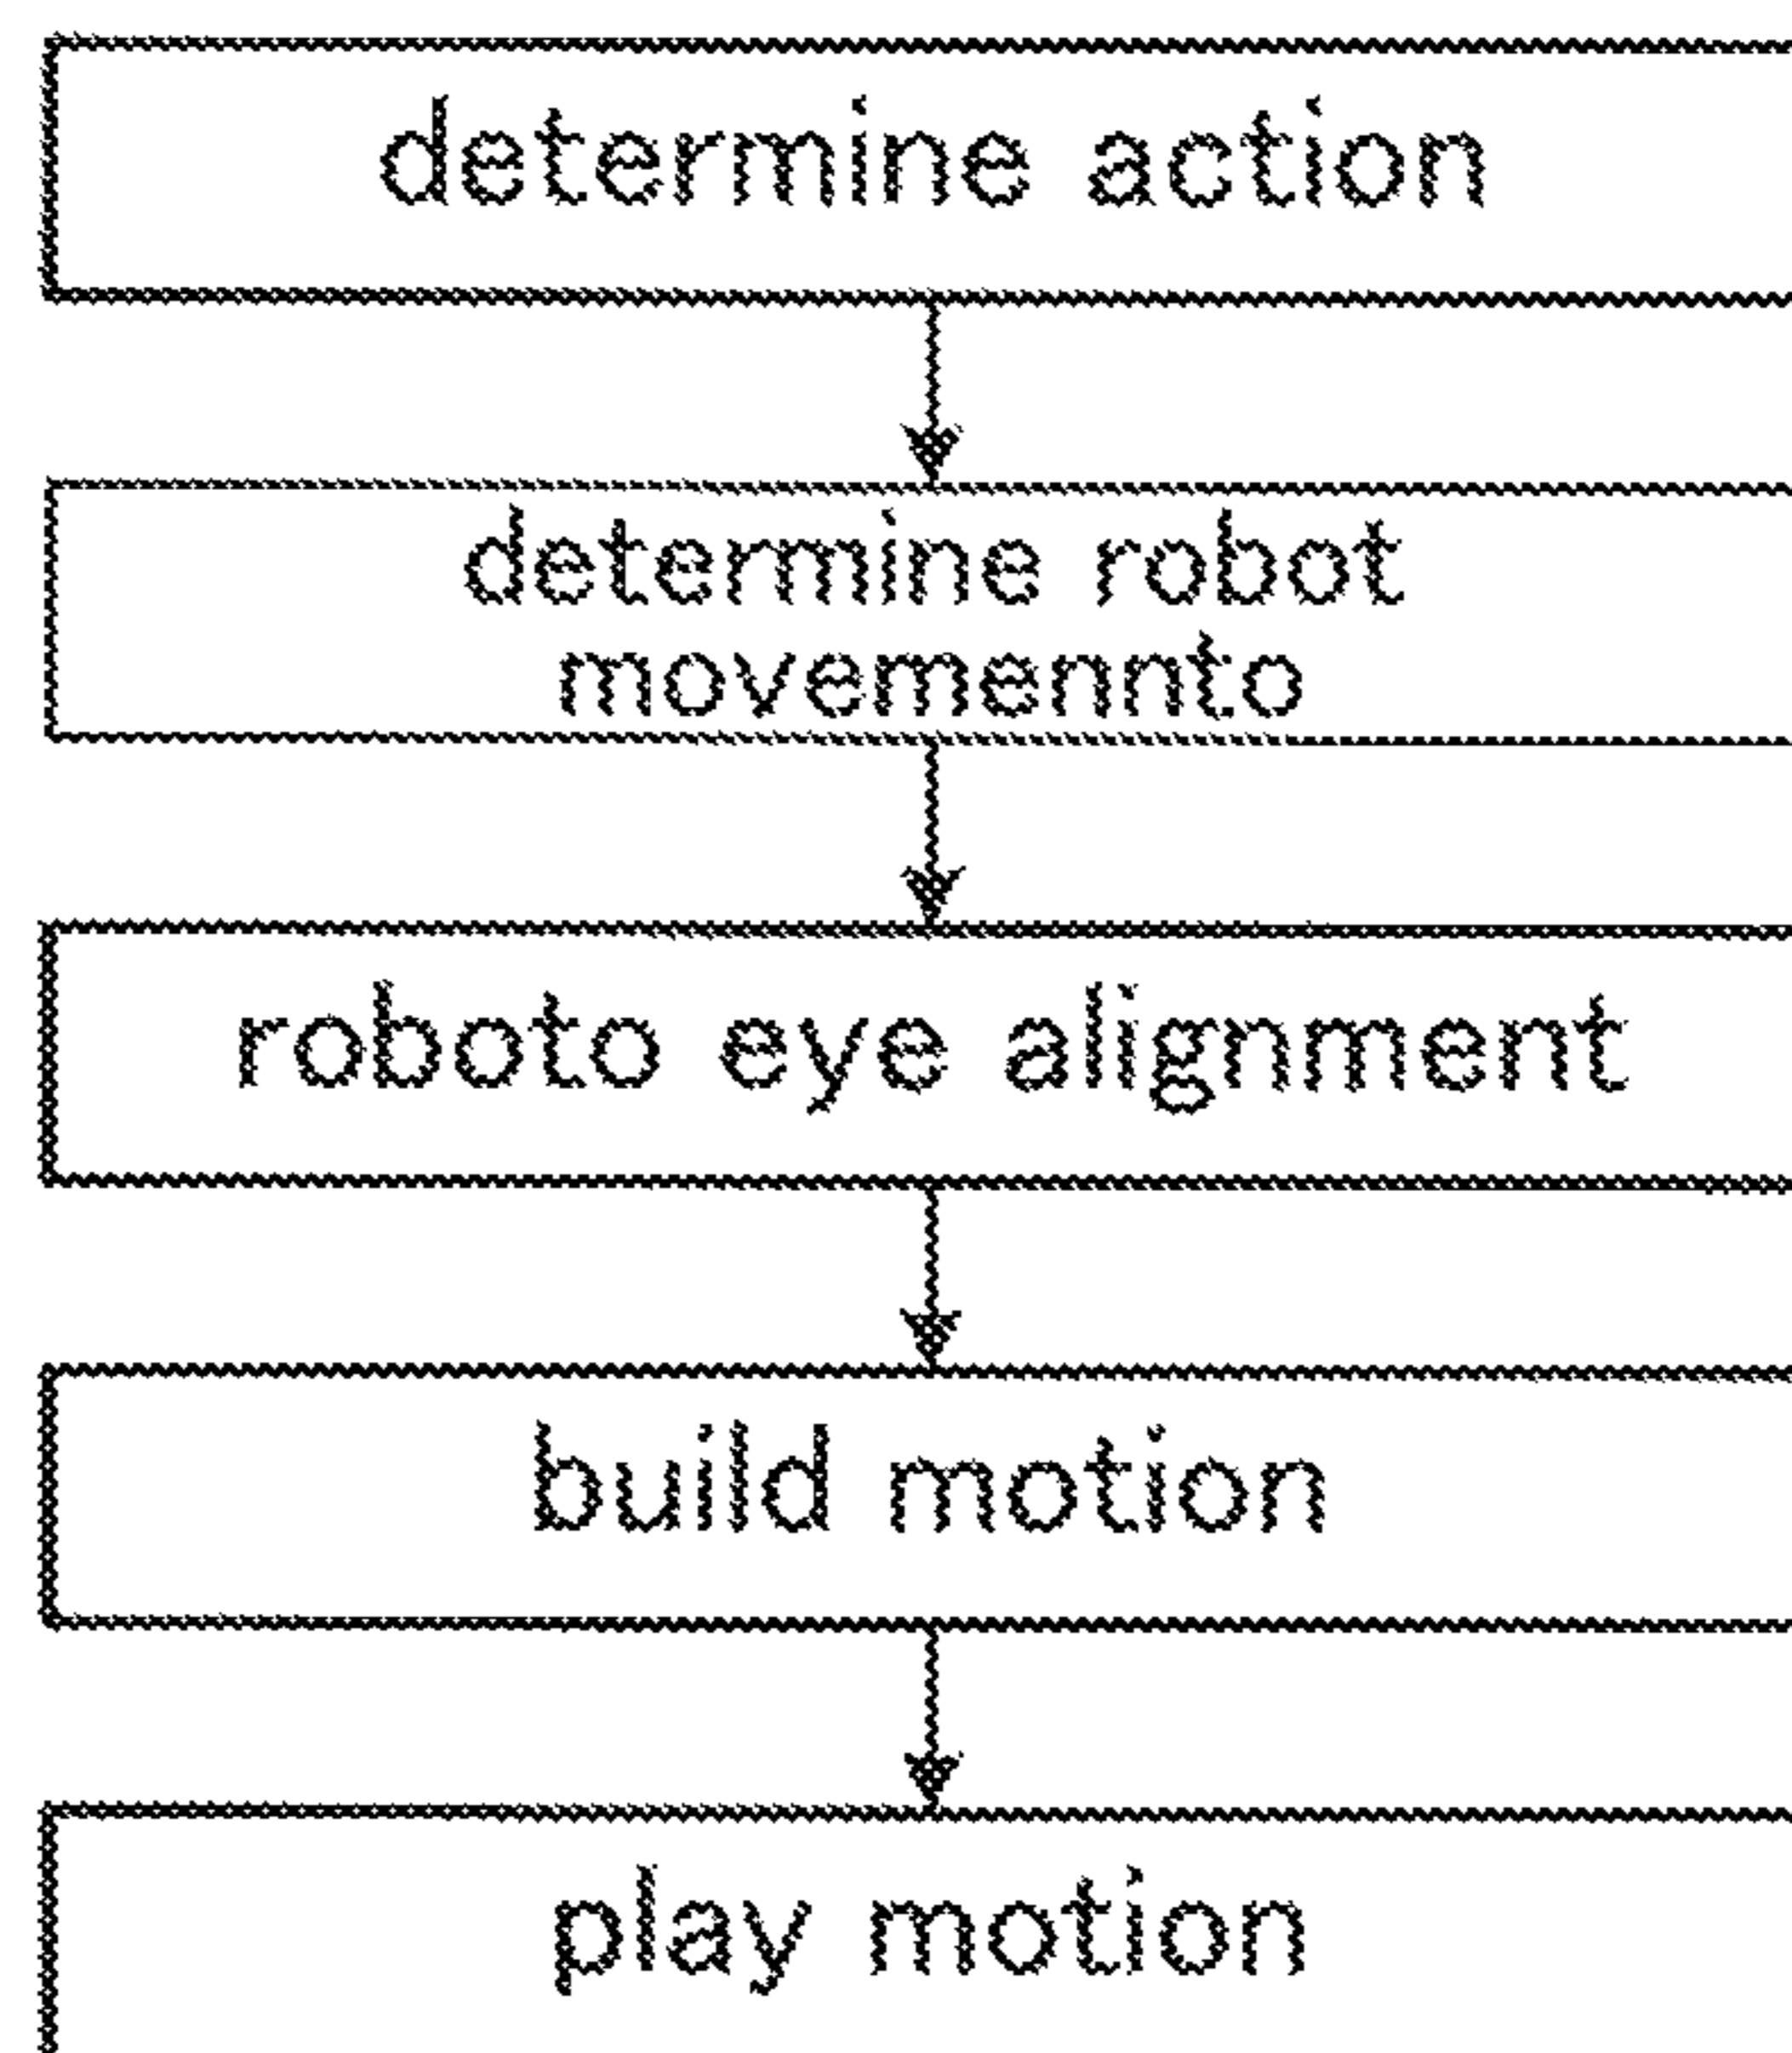 determine action
determine robot
movemennto
roboto eye alignment
build motion
play motion